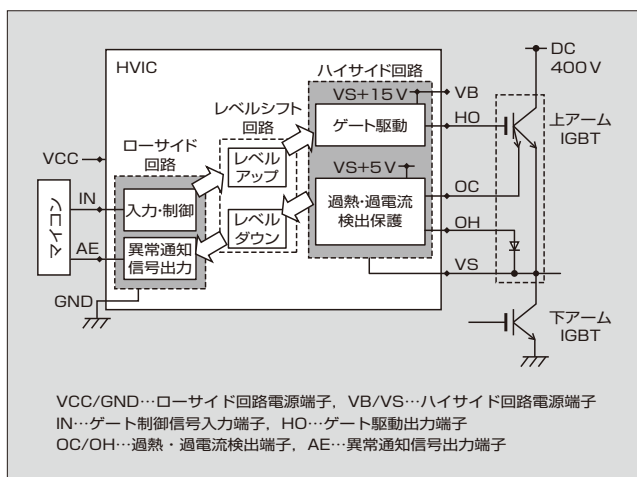 HVIC
ハイサイド回路
DC
400V
VS+15V
VB
レベルシフト
回路
ゲート駆動
HO
上アーム
IGBT
ローサイド
回路
VCC
レベル
アップ
VS+5V
OC
IN
入力・制御
過熱・過電流
検出保護
マイコン
レベル
ダウン
OH
AE
異常通知
信号出力
VS
GND
下アーム
IGBT
VCC/GND…ローサイド回路電源端子，VB/VS…ハイサイド回路電源端子
IN…ゲート制御信号入力端子，HO…ゲート駆動出力端子
OC/OH…過熱・過電流検出端子，AE…異常通知信号出力端子